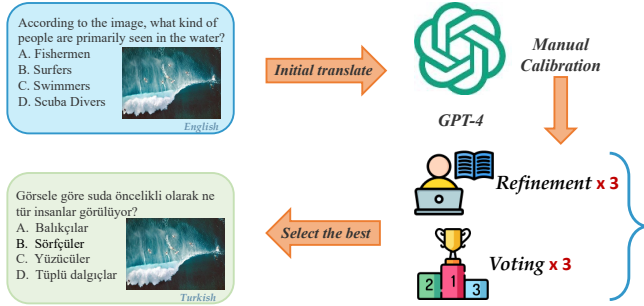 According to the image, what kind of
people are primarily seen in the water?
A. Fishermen
B. Surfers
C. Swimmers
D. Scuba Divers
English
Initial translate
GPT-4
Manual
Calibration
Refinement x 3
Voting x 3
2 1 3
Select the best
Görsele göre suda öncelikli olarak ne
tür insanlar görülüyor?
A. Balıkçılar
B. Sörfçüler
C. Yüzücüler
D. Tüplü dalgıçlar
Turkish